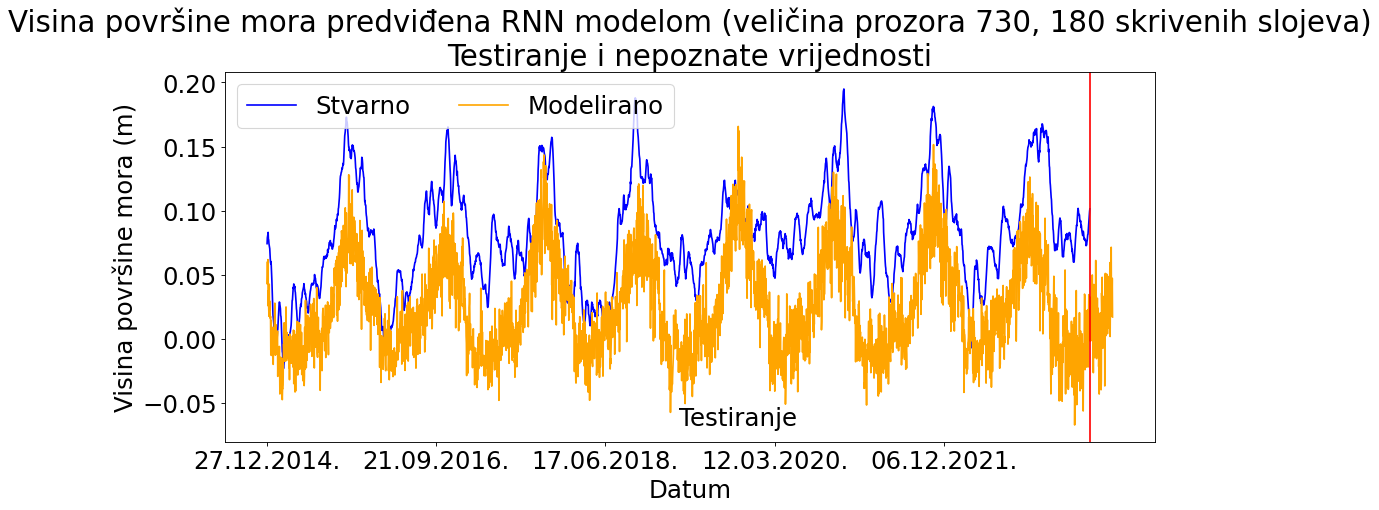 Visina površine mora predviđena RNN modelom (veličina prozora 730, 180 skrivenih slojeva)
Testiranje i nepoznate vrijednosti
Stvarno Modelirano
Visina površine mora (m)
0.20
0.15
0.10
0.05
0.00
−0.05
Testiranje
27.12.2014. 21.09.2016. 17.06.2018. 12.03.2020. 06.12.2021.
Datum